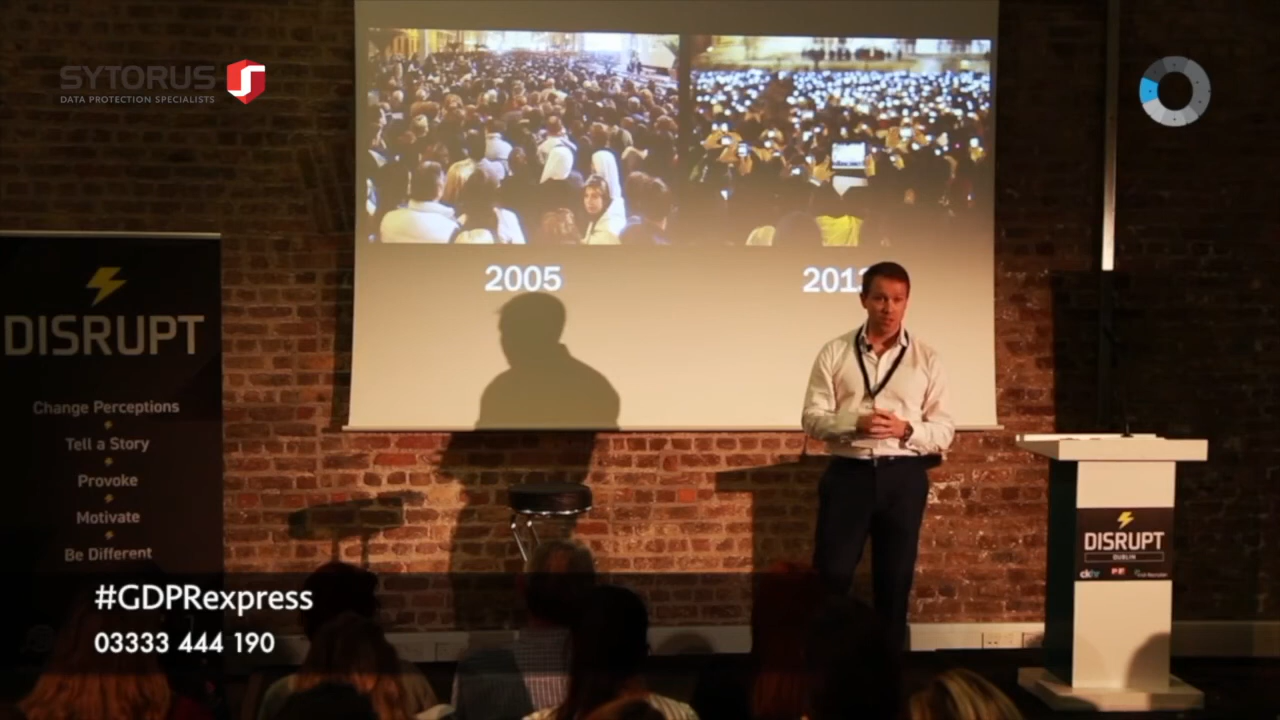 SYTORUS
DATA PROTECTION SPECIALISTS
2005
201
DISRUPT
Change Perceptions
Tell a Story
Provoke
Motivate
Be Different
DISRUPT
DUBLIN
#GDPRexpress
03333 444 190